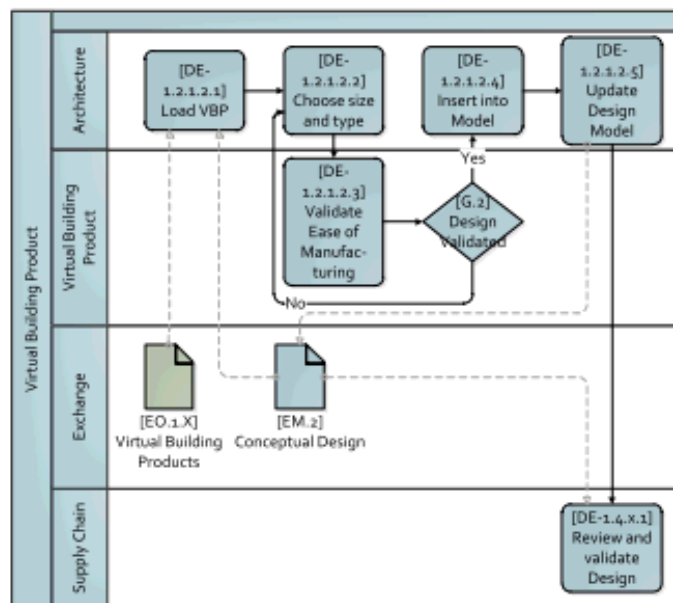 Virtual Building Product
Architecture
[DE-
1.2.1.2.1]
Load VBP
[DE-
1.2.1.2.2]
Choose size
and type
[DE-
1.2.1.2.4]
Insert into
Model
[DE-
1.2.1.2.5]
Update
Design
Model
Virtual Building
Product
[DE-
1.2.1.2.3]
Validate
Ease of
Manufac-
turing
Yes
[G.2]
Design
Validated
No
Exchange
[EO.1.X]
Virtual Building
Products
[EM.2]
Conceptual Design
Supply Chain
[DE-1.4.x.1]
Review and
validate
Design